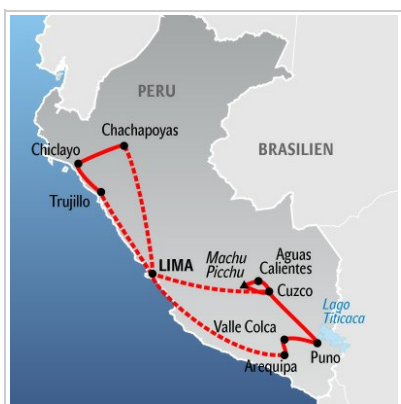 PERU
Chachapoyas
Chiclayo
BRASILIEN
Trujillo
LIMA
Machu
Picchu
Aguas
Calientes
Cuzco
Lago
Titicaca
Valle Colca
Arequipa
Puno